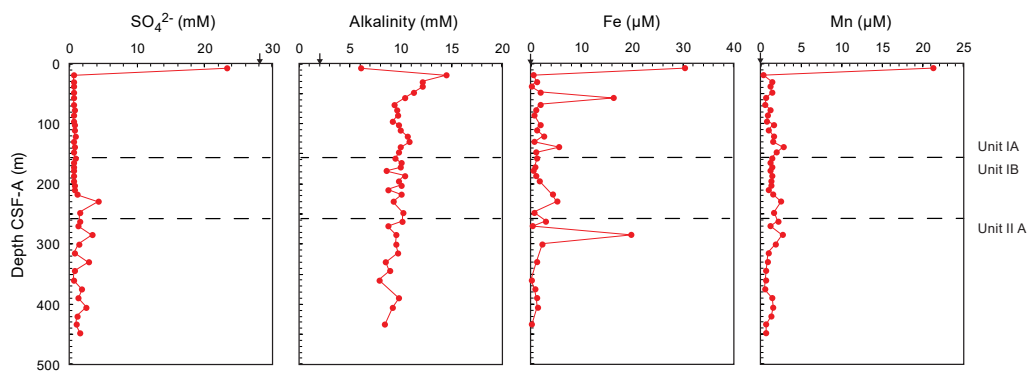 SO₄²⁻ (mM)
Alkalinity (mM)
Fe (µM)
Mn (µM)
0 10 20 30
0 5 10 15 20
0 10 20 30 40
0 5 10 15 20 25
Depth CSF-A (m)
0
100
200
300
400
500
Unit IA
Unit IB
Unit II A